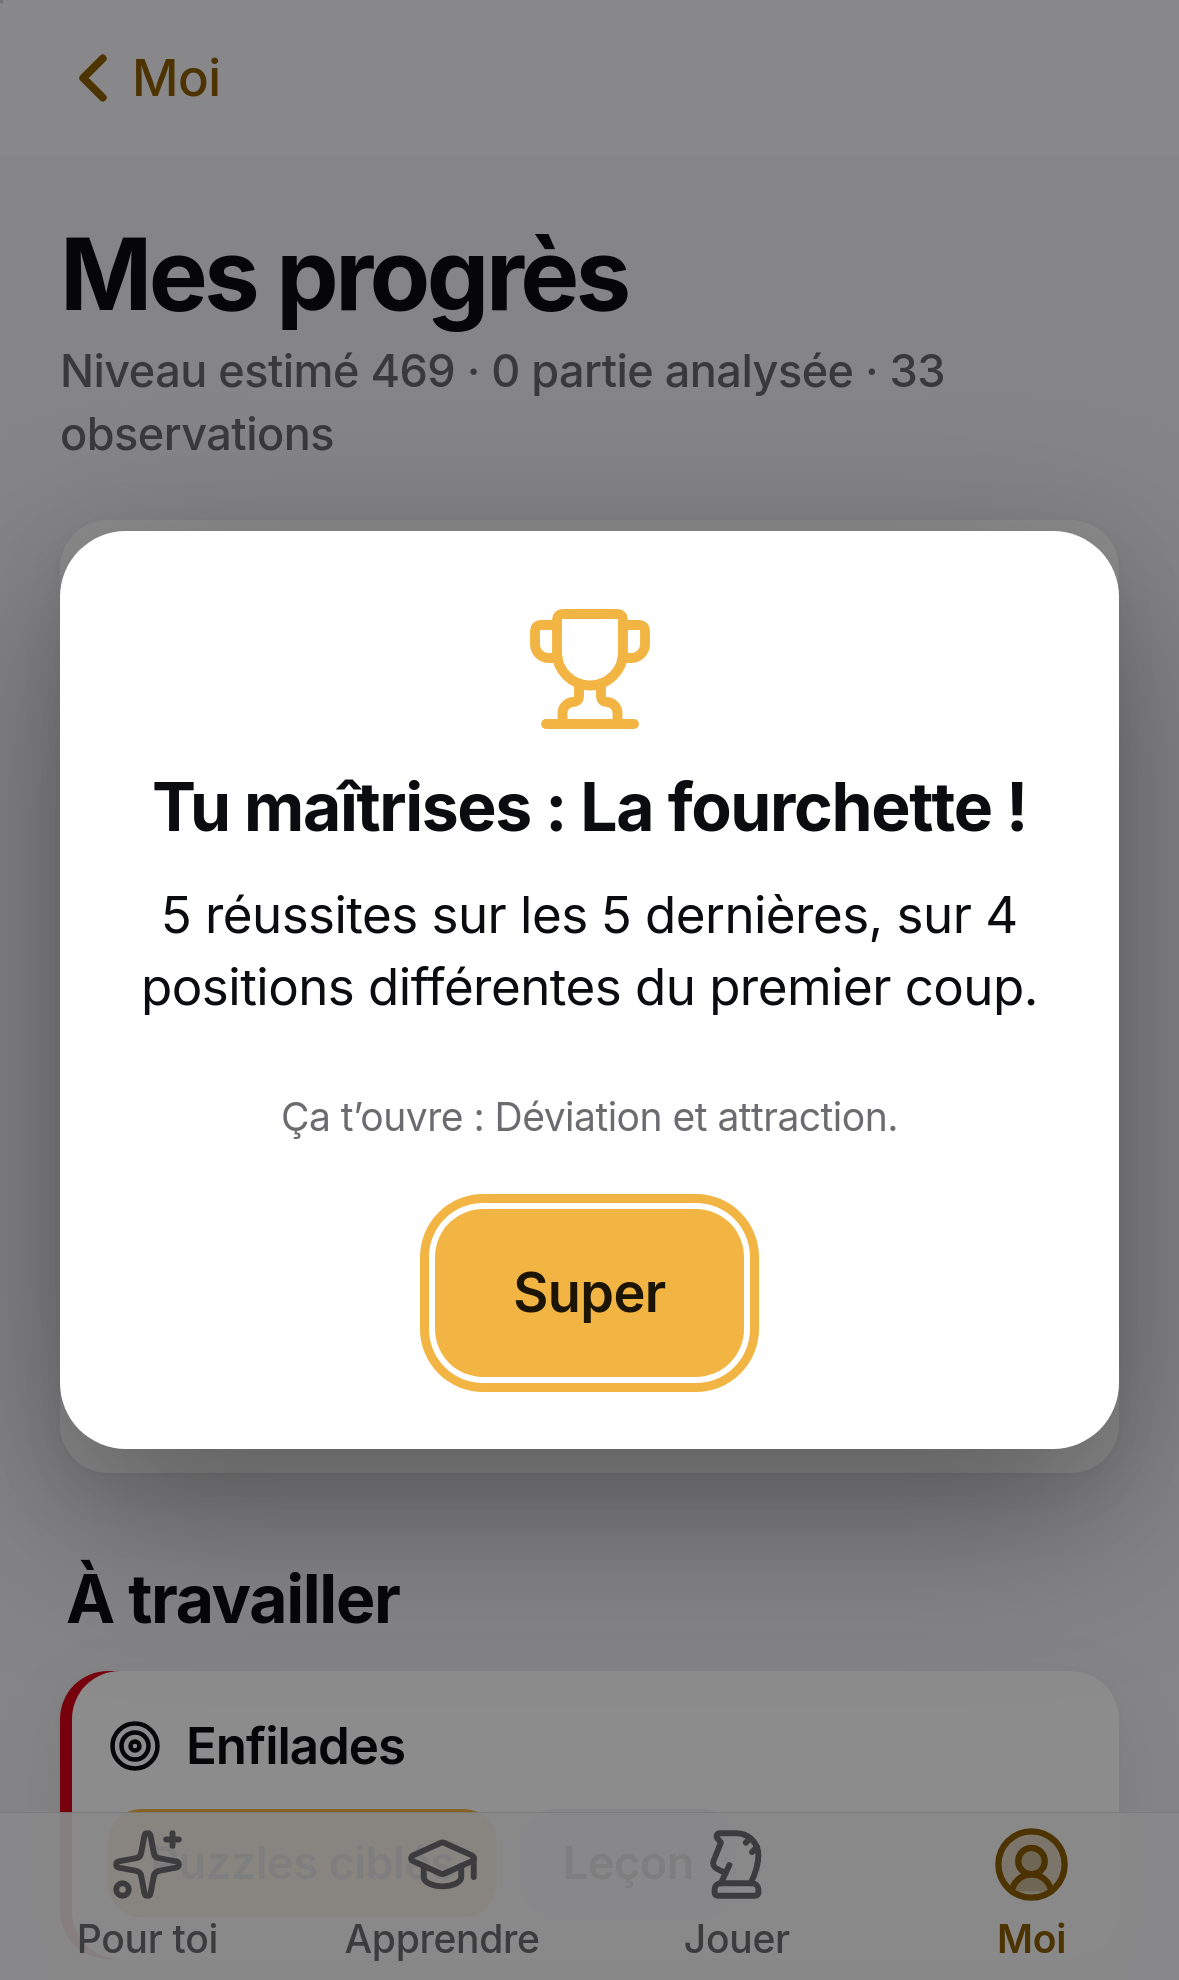 Moi
Mes progrès
Niveau estimé 469 · 0 partie analysée · 33
observations
Tu maîtrises : La fourchette !
5 réussites sur les 5 dernières, sur 4
positions différentes du premier coup.
Ça t’ouvre : Déviation et attraction.
Super
À travailler
Enfilades
Puzzles ciblés Leçon
Pour toi Apprendre Jouer Moi